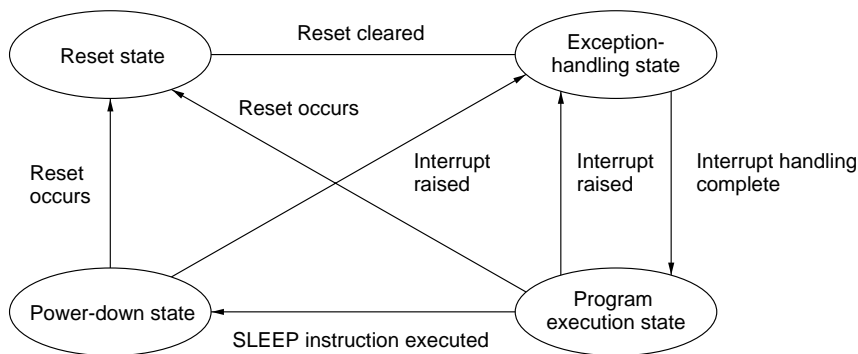 Reset cleared
Reset state
Exception-
handling state
Reset occurs
Reset
occurs
Interrupt
raised
Interrupt
raised
Interrupt handling
complete
Power-down state
Program
execution state
SLEEP instruction executed